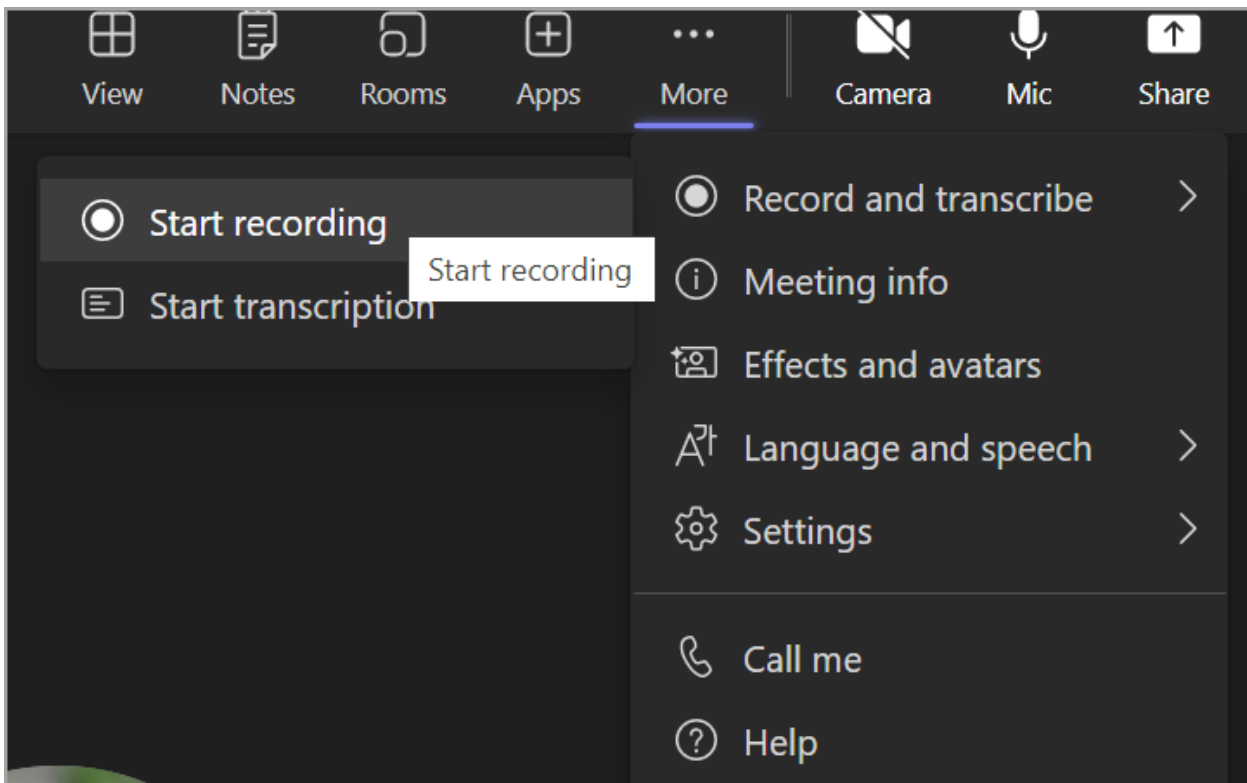 View Notes Rooms Apps More Camera Mic Share
Start recording
Start recording
Start transcription
Record and transcribe
Meeting info
Effects and avatars
Language and speech
Settings
Call me
Help